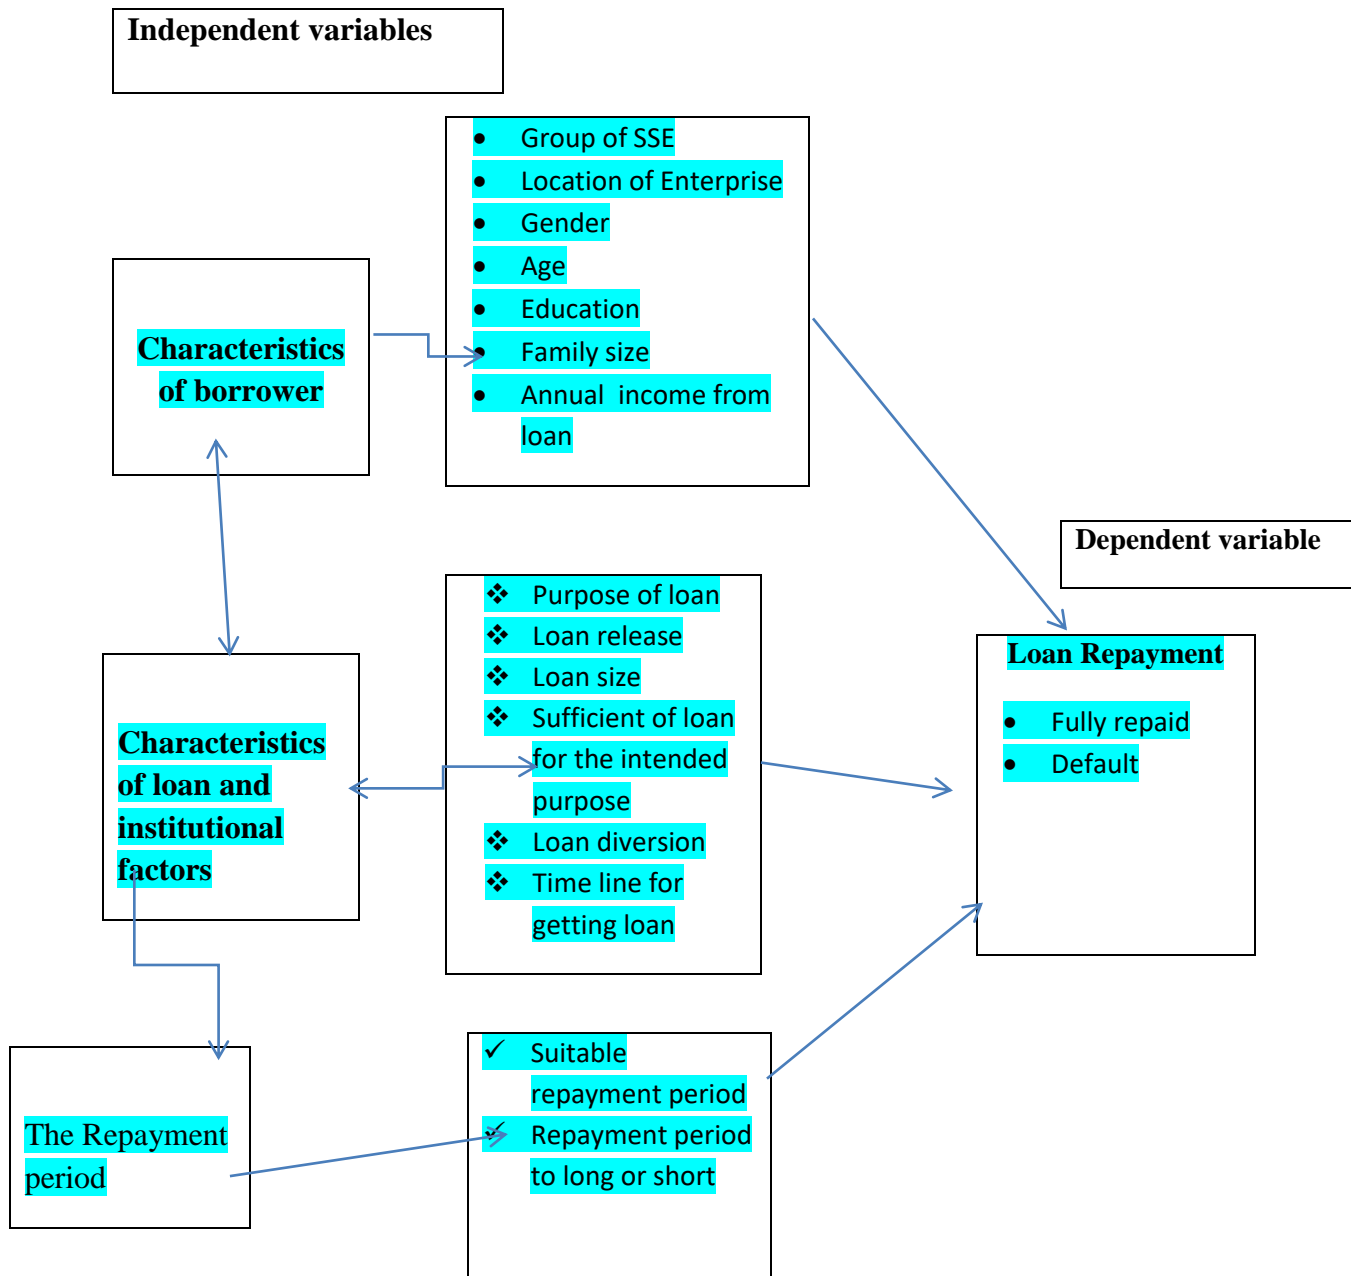 Independent variables
• Group of SSE
• Location of Enterprise
• Gender
• Age
• Education
• Family size
• Annual income from
loan
Characteristics
of borrower
Dependent variable
❖ Purpose of loan
❖ Loan release
❖ Loan size
❖ Sufficient of loan
for the intended
purpose
❖ Loan diversion
❖ Time line for
getting loan
Characteristics
of loan and
institutional
factors
Loan Repayment
• Fully repaid
• Default
The Repayment
period
✓ Suitable
repayment period
✓ Repayment period
to long or short